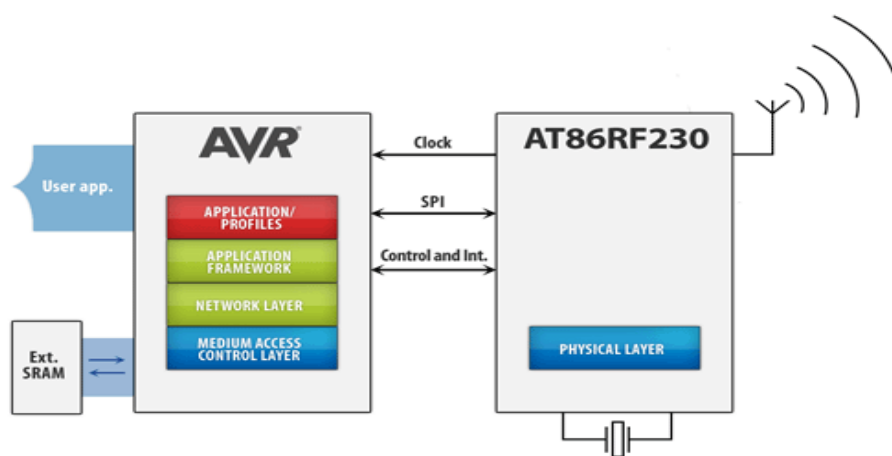 AVR®
AT86RF230
Clock
User app.
SPI
APPLICATION/
PROFILES
Control and Int.
APPLICATION
FRAMEWORK
NETWORK LAYER
MEDIUM ACCESS
CONTROL LAYER
PHYSICAL LAYER
Ext.
SRAM